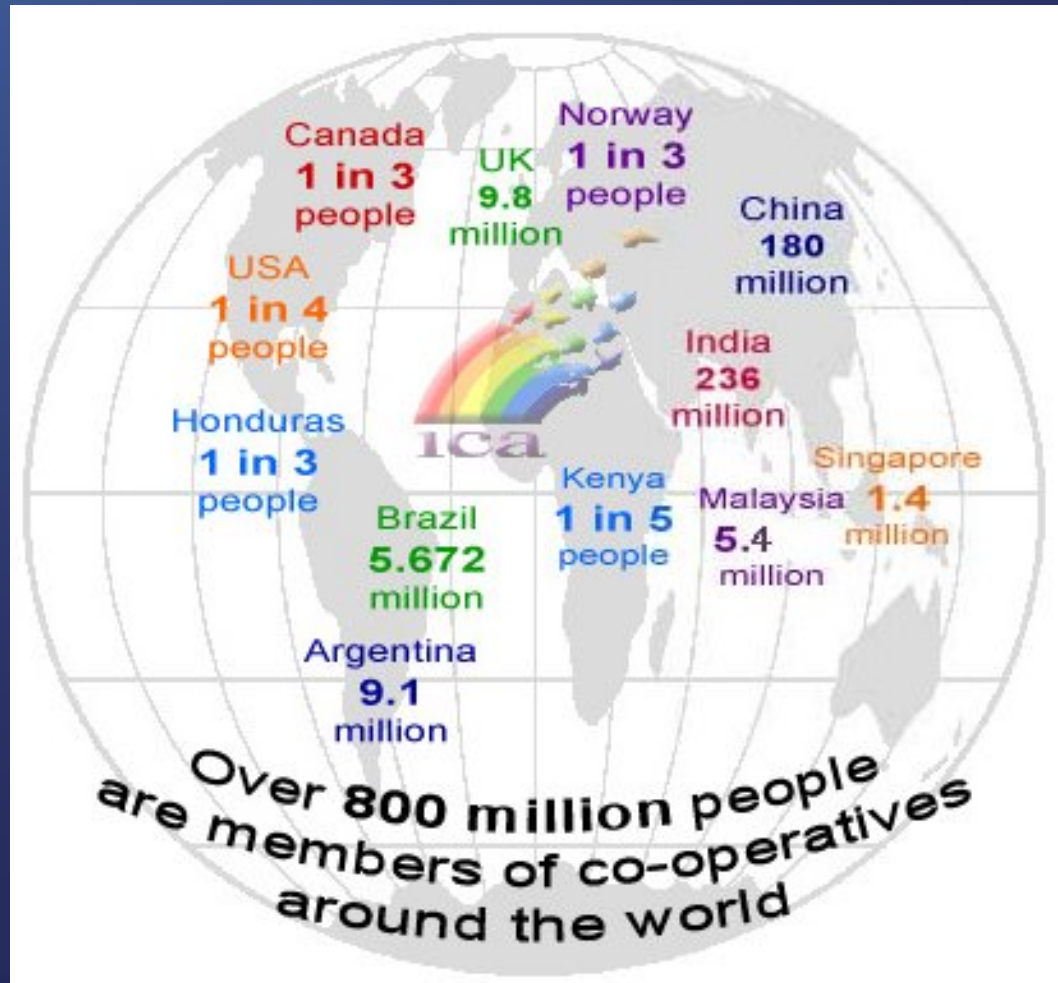 Canada
1 in 3
people
UK
9.8
million
Norway
1 in 3
people
China
180
million
USA
1 in 4
people
India
236
million
ica
Honduras
1 in 3
people
Kenya
1 in 5
people
Malaysia
5.4
million
Singapore
1.4
million
Brazil
5.672
million
Argentina
9.1
million
Over 800 million people
are members of co-operatives
around the world